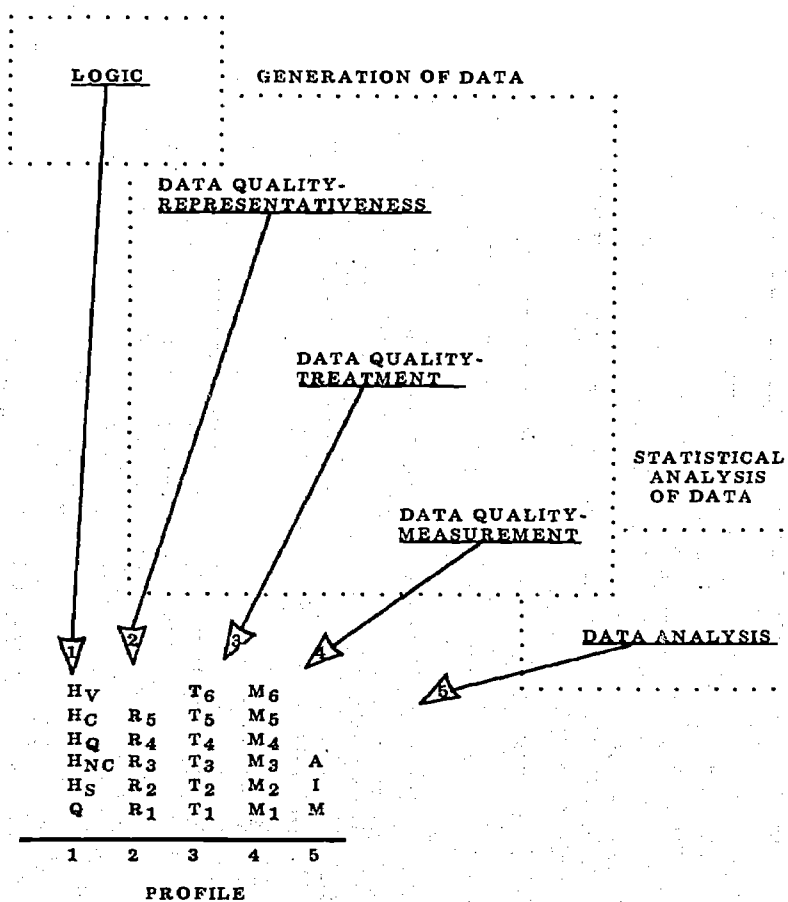 LOGIC
GENERATION OF DATA
DATA QUALITY-
REPRESENTATIVENESS
DATA QUALITY-
TREATMENT
STATISTICAL
ANALYSIS
OF DATA
DATA QUALITY-
MEASUREMENT
DATA ANALYSIS
1 2 3 4 5
HV T6 M6
HC R5 T5 M5
HQ R4 T4 M4
HNC R3 T3 M3 A
HS R2 T2 M2 I
Q R1 T1 M1 M
1 2 3 4 5
PROFILE